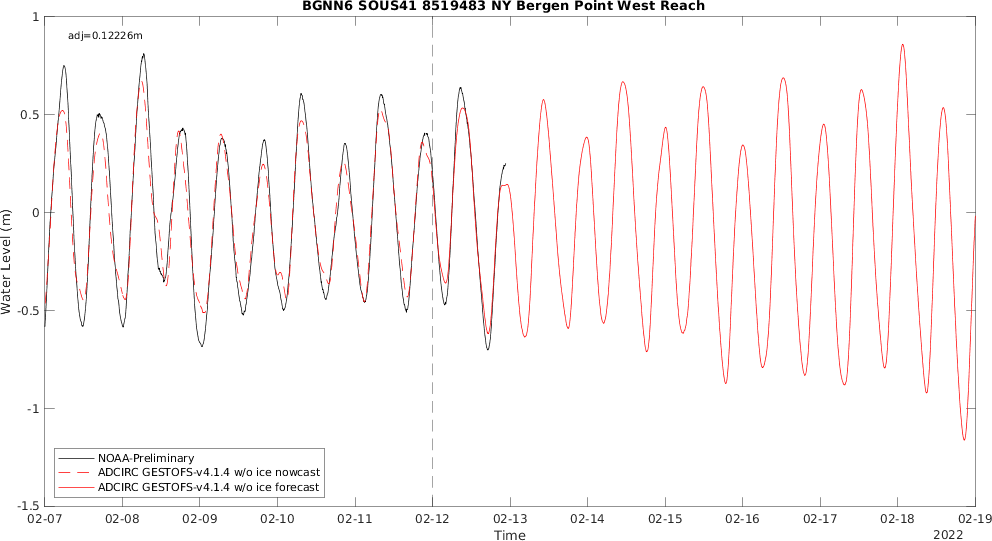 BGNN6 SOUS41 8519483 NY Bergen Point West Reach
adj=0.12226m
1
0.5
0
-0.5
-1
-1.5
Water Level (m)
NOAA-Preliminary
ADCIRC GESTOFS-v4.1.4 w/o ice nowcast
ADCIRC GESTOFS-v4.1.4 w/o ice forecast
02-07 02-08 02-09 02-10 02-11 02-12 02-13 02-14 02-15 02-16 02-17 02-18 02-19
Time
2022